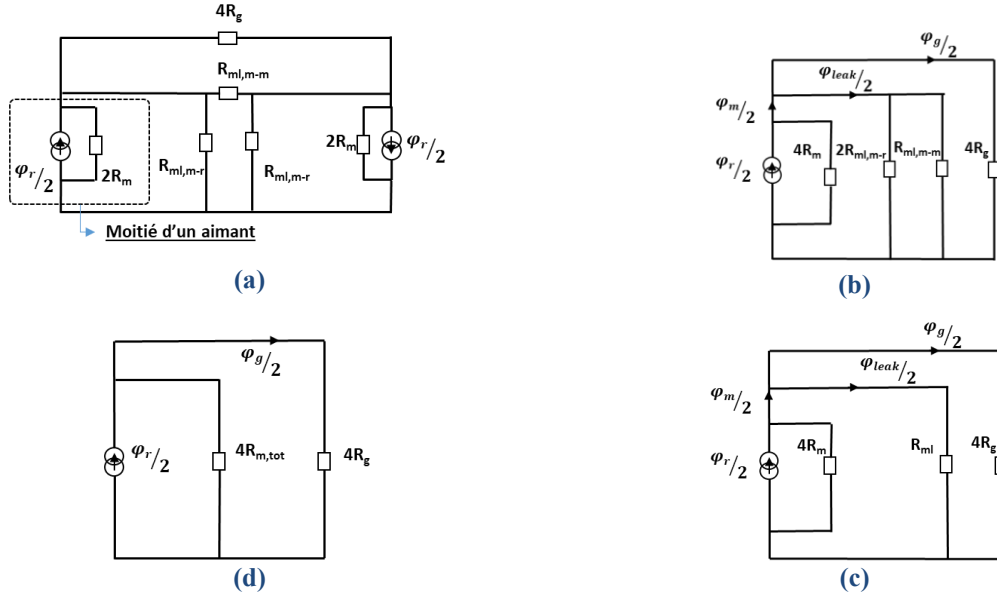 4Rg
Rml,m-m
φr/2
2Rm
Rml,m-r
Rml,m-r
2Rm
φr/2
Moitié d'un aimant
(a)
φg/2
φleak/2
φm/2
φr/2
4Rm
2Rml,m-r
Rml,m-m
4Rg
(b)
φg/2
φr/2
4Rm,tot
4Rg
(d)
φg/2
φleak/2
φm/2
φr/2
4Rm
Rml
4Rg
(c)